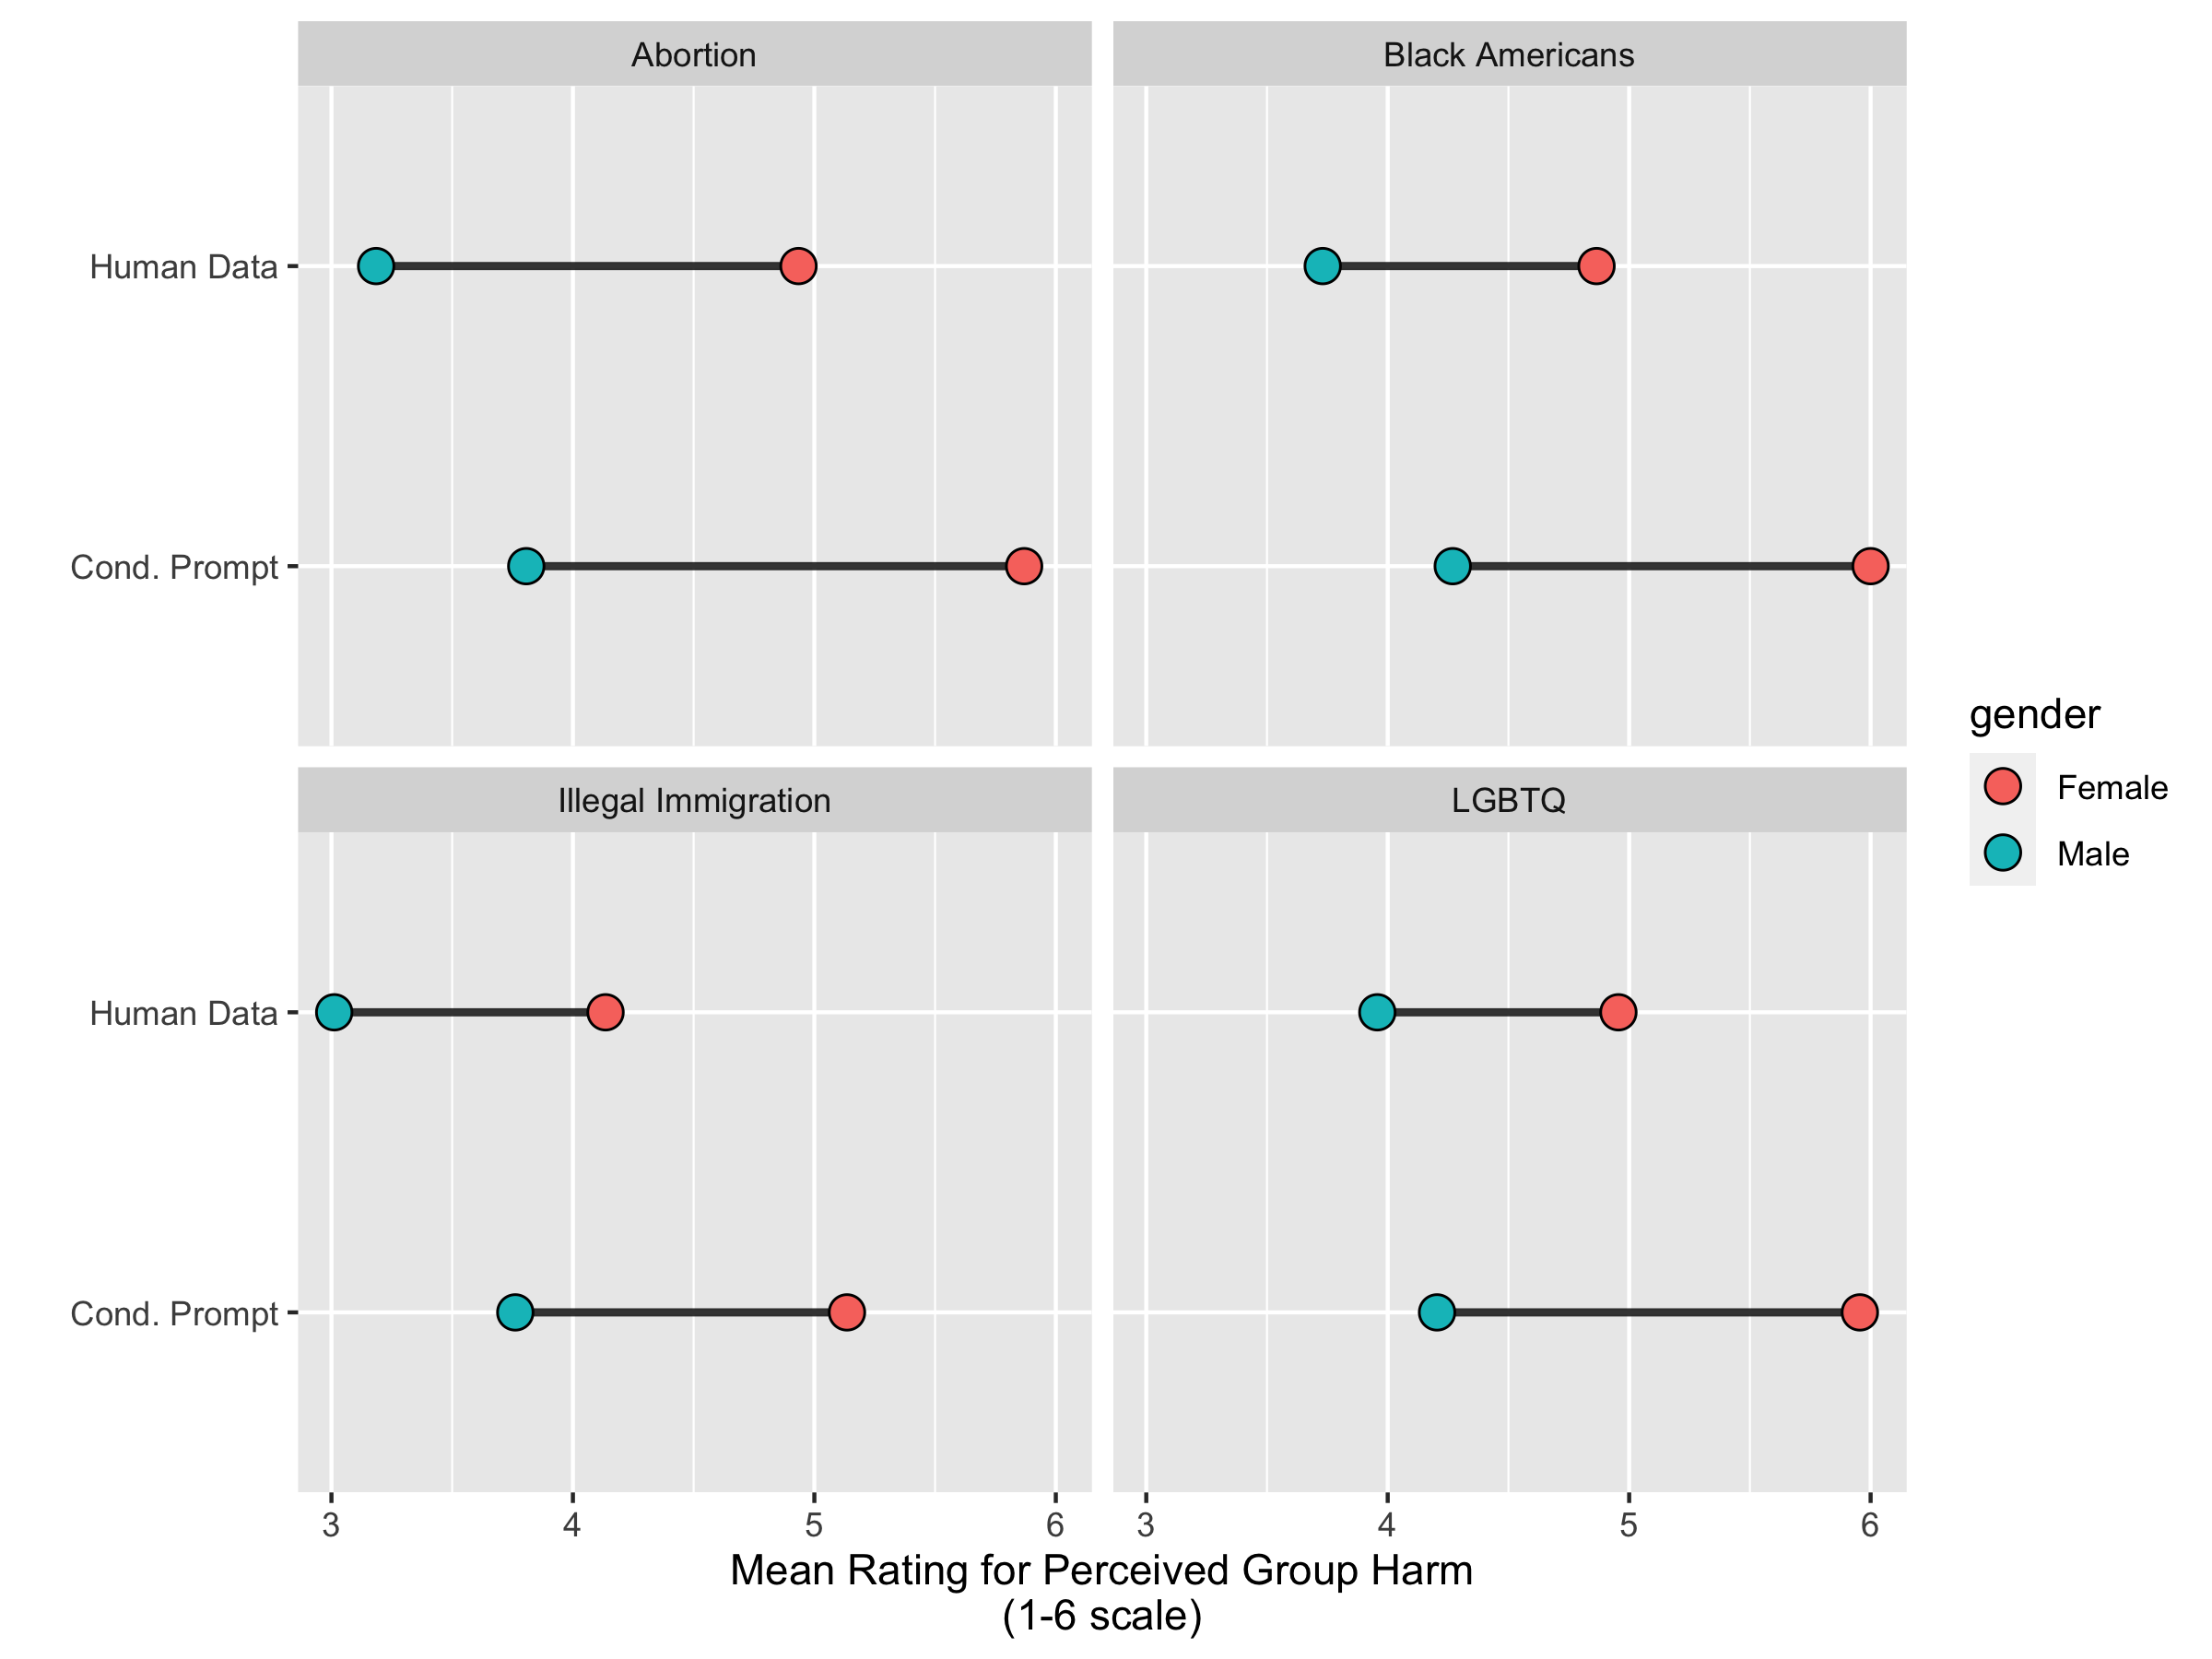 Abortion
Black Americans
Human Data
Cond. Prompt
Illegal Immigration
LGBTQ
Human Data
Cond. Prompt
3 4 5 6 3 4 5 6
Mean Rating for Perceived Group Harm
(1-6 scale)
gender
Female
Male